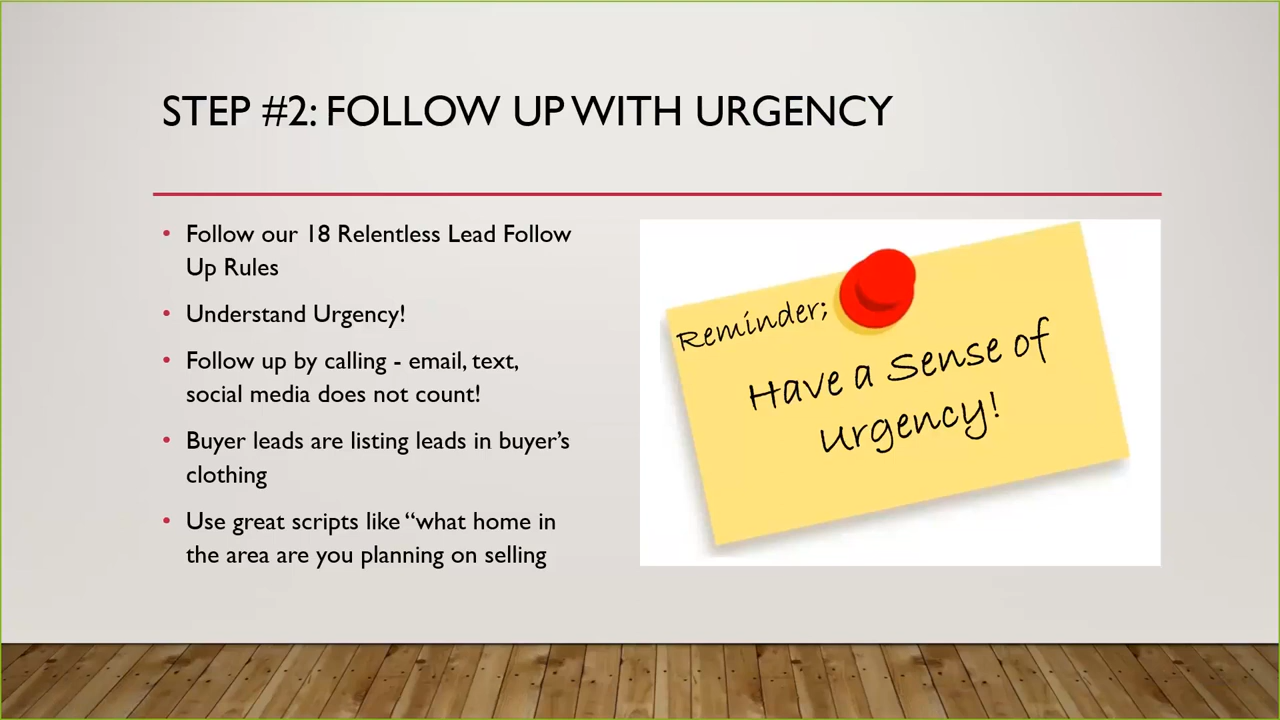 STEP #2: FOLLOW UP WITH URGENCY
• Follow our 18 Relentless Lead Follow
Up Rules
• Understand Urgency!
• Follow up by calling - email, text,
social media does not count!
• Buyer leads are listing leads in buyer’s
clothing
• Use great scripts like “what home in
the area are you planning on selling
Reminder;
Have a Sense of
Urgency!